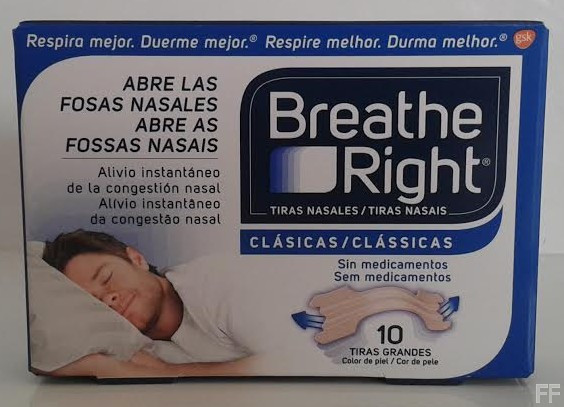 Respira mejor. Duerme mejor.® Respire melhor. Durma melhor.®
gsk
ABRE LAS
FOSAS NASALES
ABRE AS
FOSSAS NASAIS
Alivio instantáneo
de la congestión nasal
Alívio instantâneo
da congestão nasal
Breathe
Right®
TIRAS NASALES/TIRAS NASAIS
CLÁSICAS/CLÁSSICAS
Sin medicamentos
Sem medicamentos
10
TIRAS GRANDES
Color de piel / Cor de pele
FF